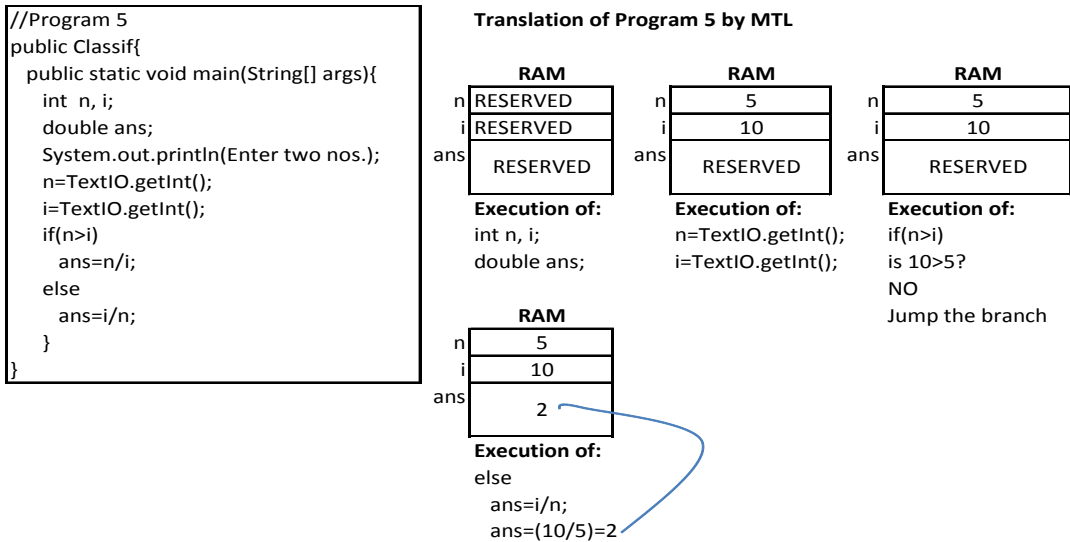 //Program 5
public Classif{
public static void main(String[] args){
int n, i;
double ans;
System.out.println(Enter two nos.);
n=TextIO.getInt();
i=TextIO.getInt();
if(n>i)
ans=n/i;
else
ans=i/n;
}
}
Translation of Program 5 by MTL
RAM
n RESERVED
i RESERVED
ans RESERVED
Execution of:
int n, i;
double ans;
RAM
n 5
i 10
ans RESERVED
Execution of:
n=TextIO.getInt();
i=TextIO.getInt();
RAM
n 5
i 10
ans RESERVED
Execution of:
if(n>i)
is 10>5?
NO
Jump the branch
RAM
n 5
i 10
ans 2
Execution of:
else
ans=i/n;
ans=(10/5)=2